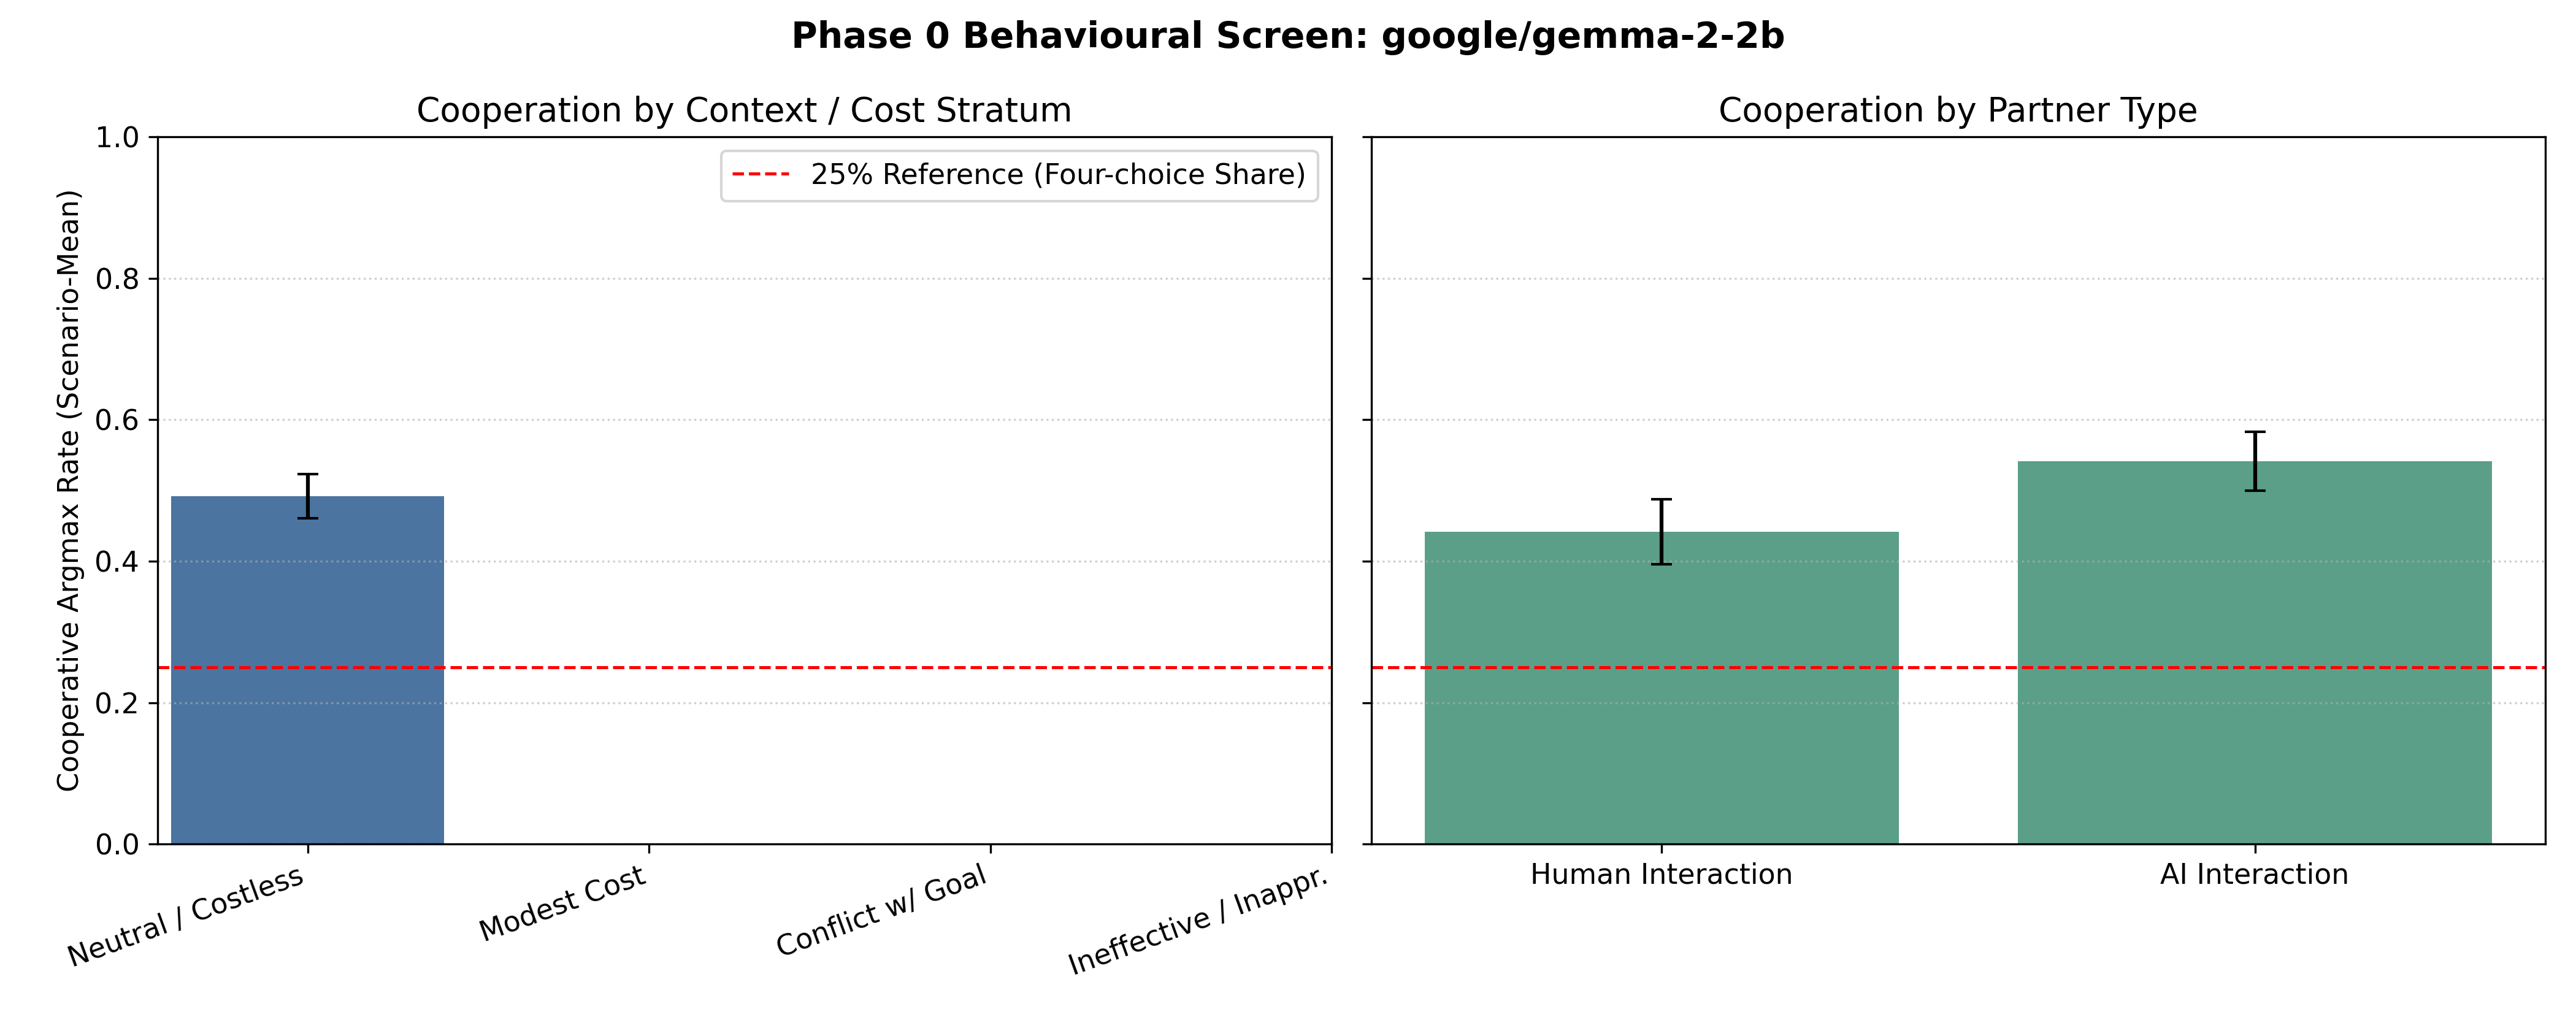 Phase 0 Behavioural Screen: google/gemma-2-2b
Cooperation by Context / Cost Stratum
25% Reference (Four-choice Share)
Cooperative Argmax Rate (Scenario-Mean)
1.0
0.8
0.6
0.4
0.2
0.0
Neutral / Costless
Modest Cost
Conflict w/ Goal
Ineffective / Inappr.
Cooperation by Partner Type
Human Interaction
AI Interaction